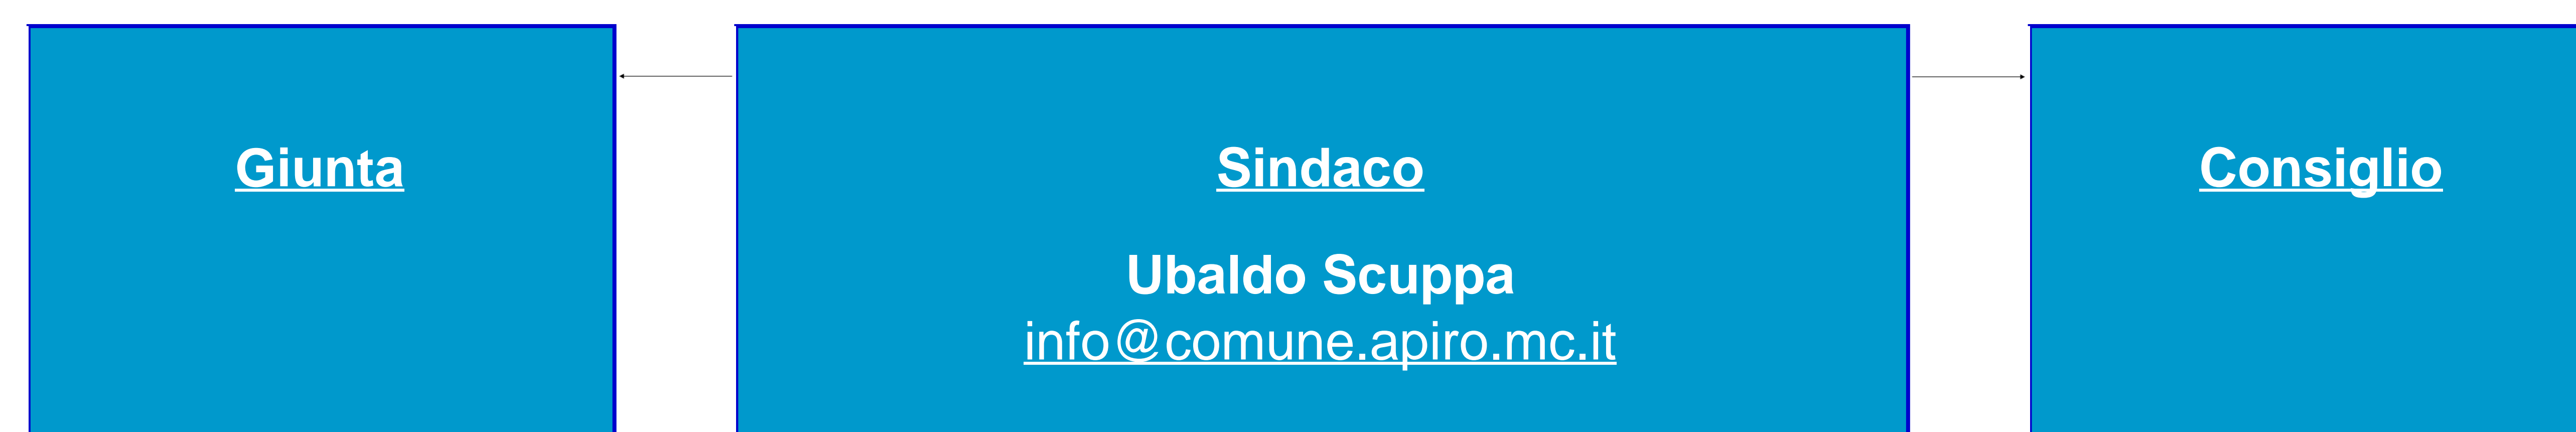 Giunta
Sindaco
Ubaldo Scuppa
info@comune.apiro.mc.it
Consiglio